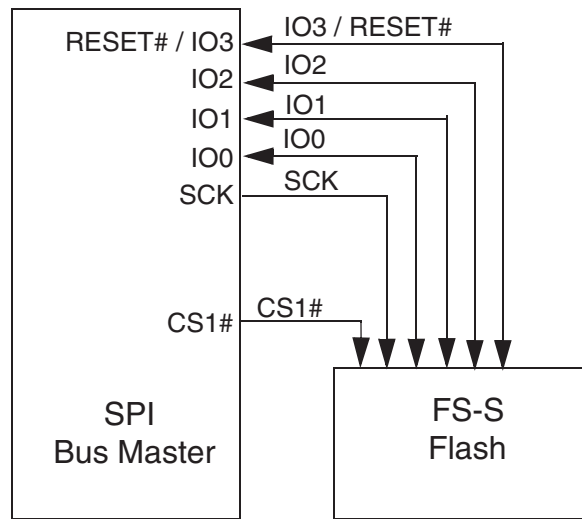 RESET# / IO3
IO3 / RESET#
IO2
IO2
IO1
IO1
IO0
IO0
SCK
SCK
CS1#
CS1#
SPI
Bus Master
FS-S
Flash